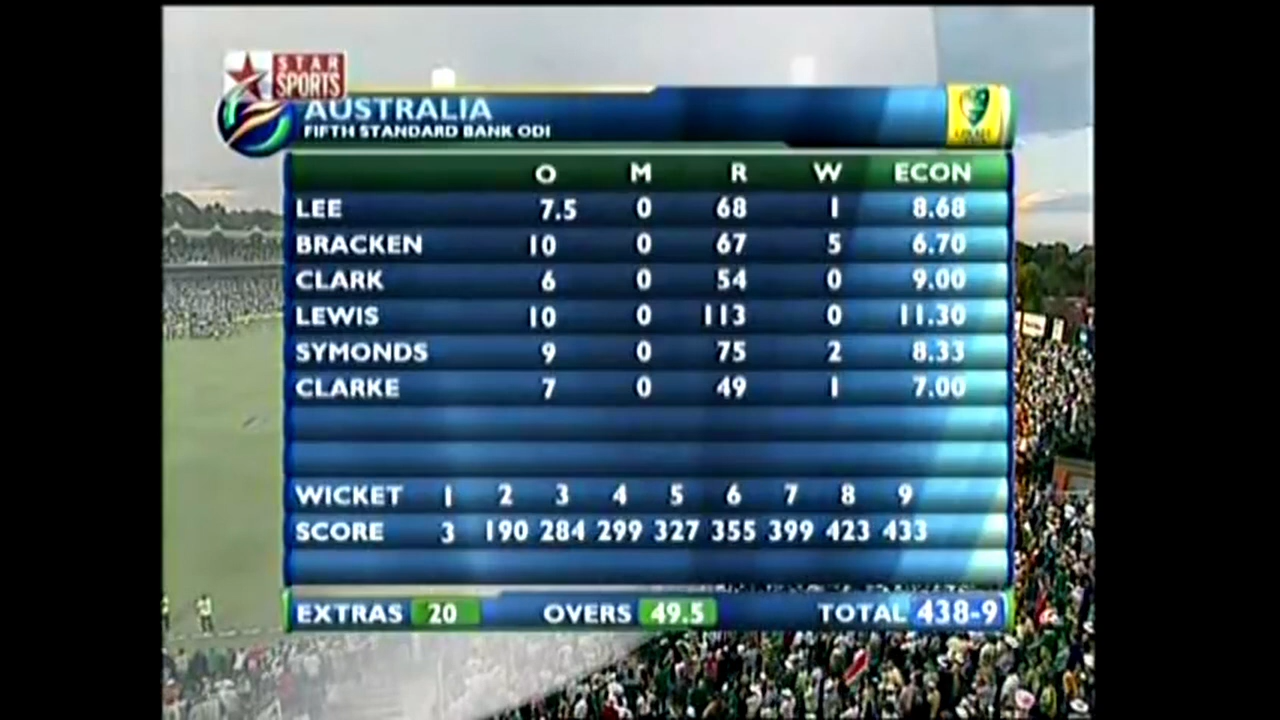 STAR
SPORTS
AUSTRALIA
FIFTH STANDARD BANK ODI
O M R W ECON
LEE 7.5 0 68 1 8.68
BRACKEN 10 0 67 5 6.70
CLARK 6 0 54 0 9.00
LEWIS 10 0 113 0 11.30
SYMONDS 9 0 75 2 8.33
CLARKE 7 0 49 1 7.00
WICKET 1 2 3 4 5 6 7 8 9
SCORE 3 190 284 299 327 355 399 423 433
EXTRAS 20 OVERS 49.5 TOTAL 438-9